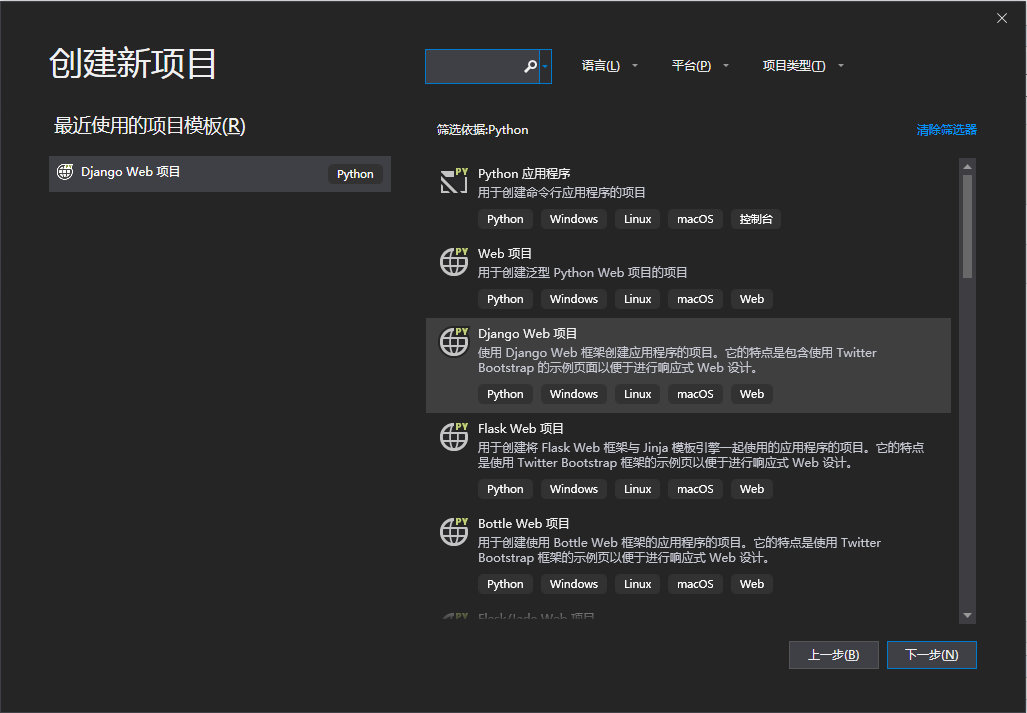 创建新项目
语言(L)
平台(P)
项目类型(T)
最近使用的项目模板(R)
Django Web 项目
Python
筛选依据:Python
清除筛选器
Python 应用程序
用于创建命令行应用程序的项目
Python Windows Linux macOS 控制台
Web 项目
用于创建泛型 Python Web 项目的项目
Python Windows Linux macOS Web
Django Web 项目
使用 Django Web 框架创建应用程序的项目。它的特点是包含使用 Twitter
Bootstrap 的示例页面以便于进行响应式 Web 设计。
Python Windows Linux macOS Web
Flask Web 项目
用于创建将 Flask Web 框架与 Jinja 模板引擎一起使用的应用程序的项目。它的特点
是使用 Twitter Bootstrap 框架的示例页以便于进行响应式 Web 设计。
Python Windows Linux macOS Web
Bottle Web 项目
用于创建使用 Bottle Web 框架的应用程序的项目。它的特点是使用 Twitter
Bootstrap 框架的示例页以便于进行响应式 Web 设计。
Python Windows Linux macOS Web
Flask/Jade Web 项目
上一步(B)
下一步(N)